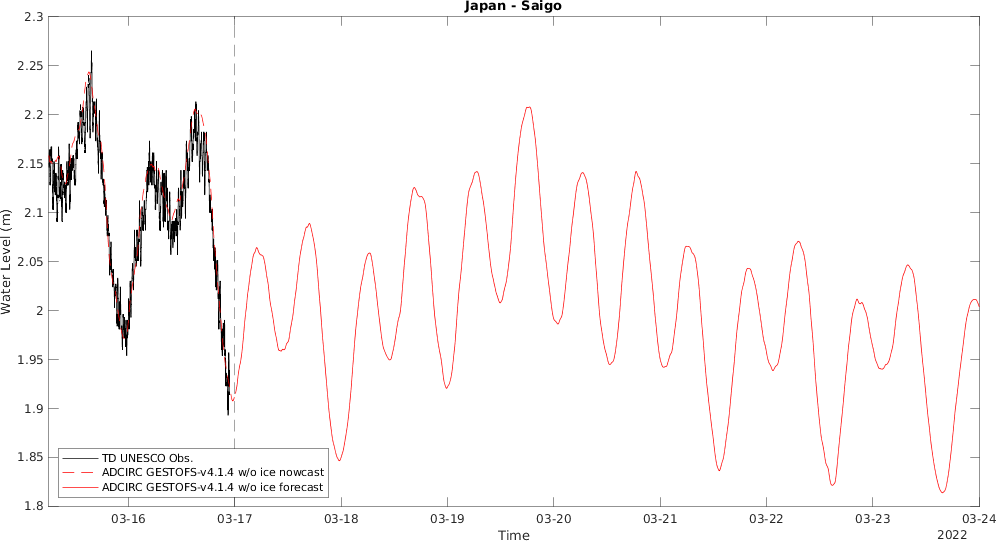 Japan - Saigo
2.3
2.25
2.2
2.15
2.1
2.05
2
1.95
1.9
1.85
1.8
Water Level (m)
TD UNESCO Obs.
ADCIRC GESTOFS-v4.1.4 w/o ice nowcast
ADCIRC GESTOFS-v4.1.4 w/o ice forecast
03-16 03-17 03-18 03-19 03-20 03-21 03-22 03-23 03-24
Time
2022